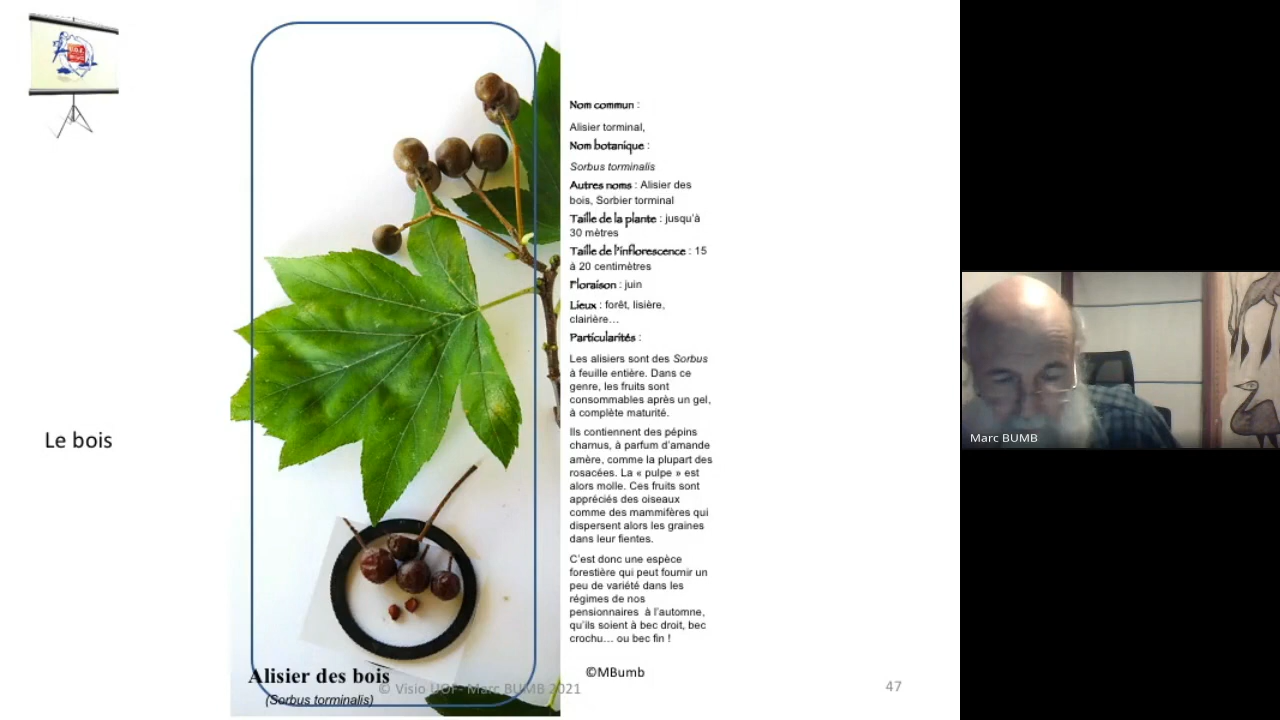 Le bois
Nom commun :
Alisier torminal,
Nom botanique :
Sorbus torminalis
Autres noms : Alisier des
bois, Sorbier torminal
Taille de la plante : jusqu'à
30 mètres
Taille de l'inflorescence : 15
à 20 centimètres
Floraison : juin
Lieux : forêt, lisière,
clairière…
Particularités :
Les alisiers sont des Sorbus
à feuille entière. Dans ce
genre, les fruits sont
consommables après un gel,
à complète maturité.
Ils contiennent des pépins
charnus, à parfum d'amande
amère, comme la plupart des
rosacées. La « pulpe » est
alors molle. Ces fruits sont
appréciés des oiseaux
comme des mammifères qui
dispersent alors les graines
dans leur fientes.
C'est donc une espèce
forestière qui peut fournir un
peu de variété dans les
régimes de nos
pensionnaires à l'automne,
qu'ils soient à bec droit, bec
crochu… ou bec fin !
©MBumb
Alisier des bois
(Sorbus torminalis)
© Visio UOF- Marc BUMB 2021
47
Marc BUMB